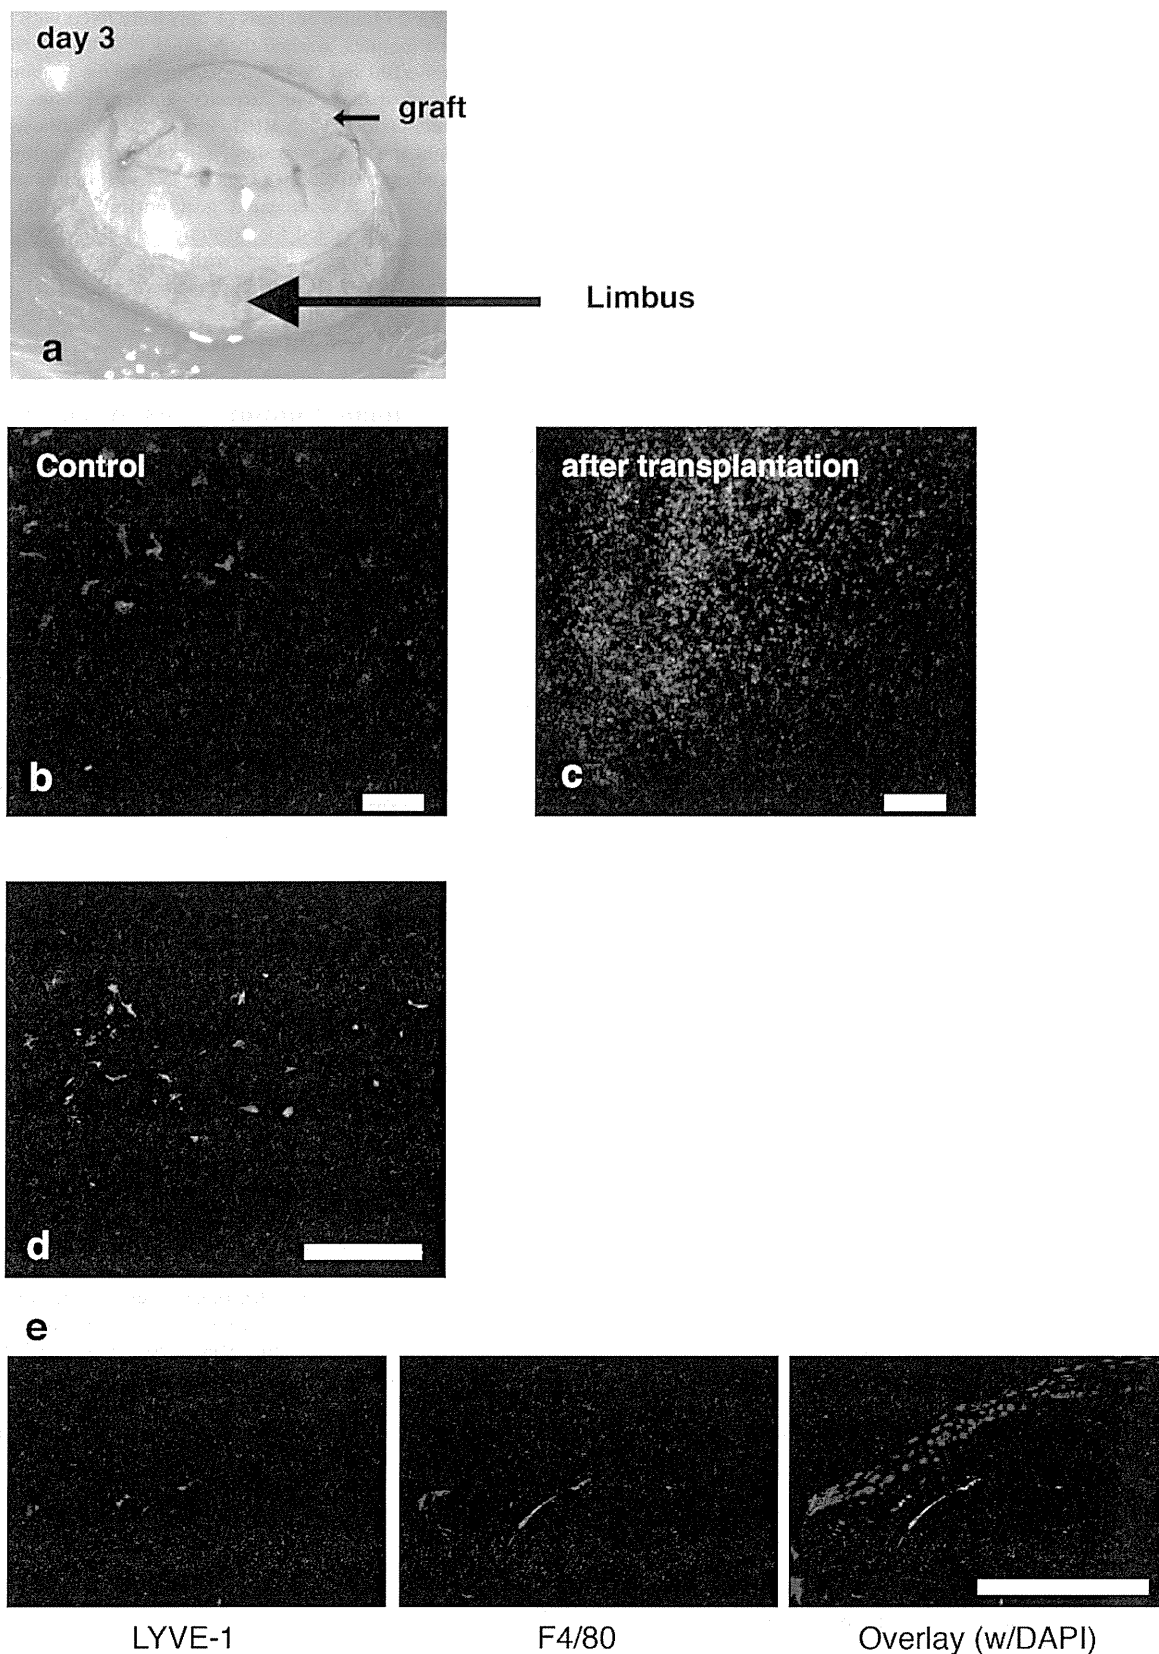 day 3
graft
Limbus
a
Control
after transplantation
b
c
d
e
LYVE-1
F4/80
Overlay (w/DAPI)